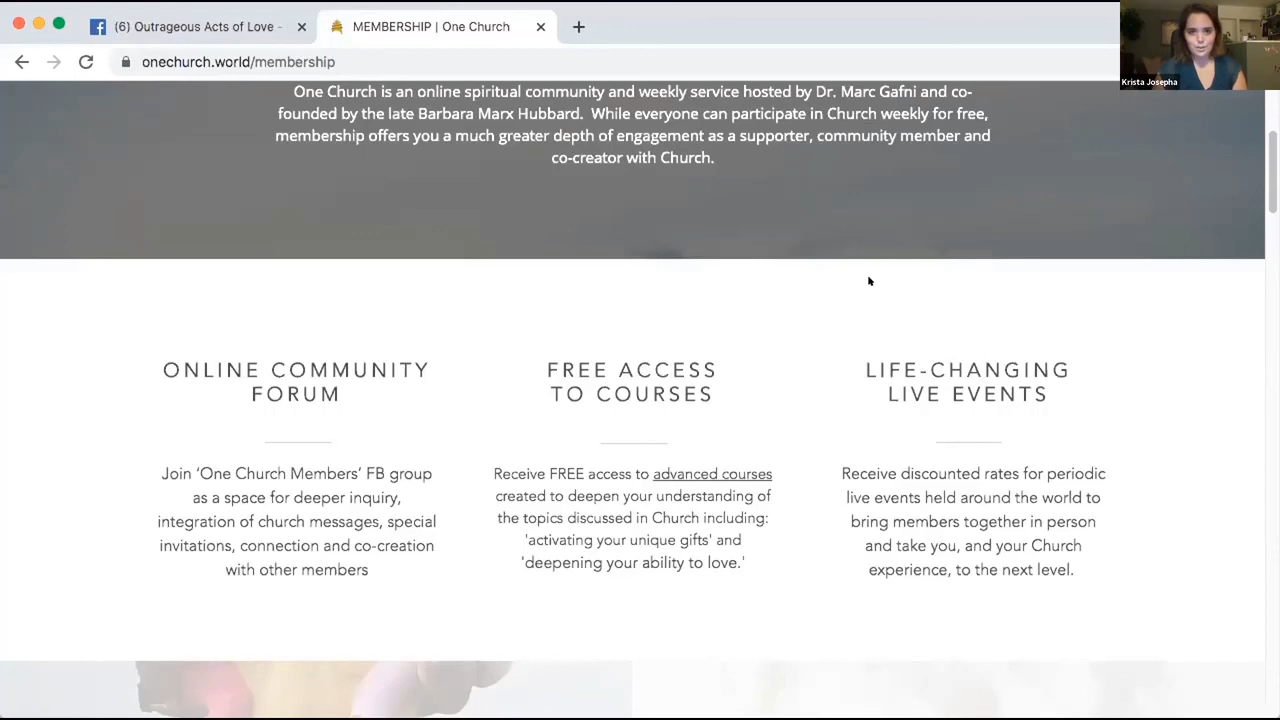 (6) Outrageous Acts of Love -
MEMBERSHIP | One Church
onechurch.world/membership
Krista Josepha
One Church is an online spiritual community and weekly service hosted by Dr. Marc Gafni and co-
founded by the late Barbara Marx Hubbard. While everyone can participate in Church weekly for free,
membership offers you a much greater depth of engagement as a supporter, community member and
co-creator with Church.
ONLINE COMMUNITY
FORUM
Join ‘One Church Members’ FB group
as a space for deeper inquiry,
integration of church messages, special
invitations, connection and co-creation
with other members
FREE ACCESS
TO COURSES
Receive FREE access to advanced courses
created to deepen your understanding of
the topics discussed in Church including:
'activating your unique gifts' and
'deepening your ability to love.'
LIFE-CHANGING
LIVE EVENTS
Receive discounted rates for periodic
live events held around the world to
bring members together in person
and take you, and your Church
experience, to the next level.